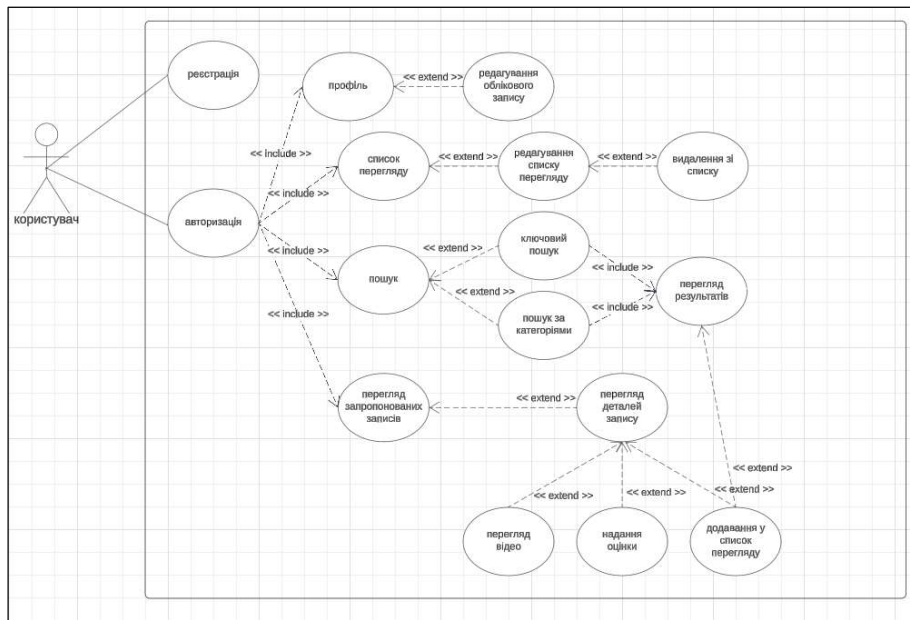 реєстрація
профіль
<< extend >>
редагування
облікового
запису
<< include >>
користувач
авторизація
список
перегляду
<< extend >>
редагування
списку
перегляду
<< extend >>
видалення зі
списку
<< include >>
<< include >>
пошук
<< extend >>
ключовий
пошук
<< include >>
<< extend >>
пошук за
категоріями
<< include >>
перегляд
результатів
<< include >>
перегляд
запропонованих
записів
<< extend >>
перегляд
деталей
запису
<< extend >>
<< extend >>
<< extend >>
<< extend >>
перегляд
відео
надання
оцінки
додавання у
список
перегляду